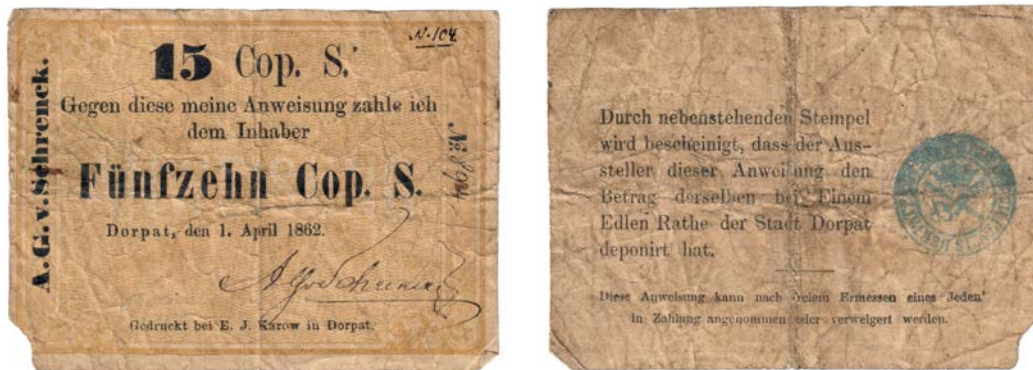 15 Cop. S.
N. 104
Gegen diese meine Anweisung zahle ich
dem Inhaber
Fünfzehn Cop. S.
Dorpat, den 1. April 1862.
Gedruckt bei E. J. Karow in Dorpat.
A. G. v. Schrenck.
Durch nebenstehenden Stempel
wird bescheinigt, dass der Aus-
steller dieser Anweisung den
Betrag derselben bei Einem
Edlen Rathe der Stadt Dorpat
deponirt hat.
Diese Anweisung kann nach freiem Ermessen eines Jeden
in Zahlung angenommen oder verweigert werden.